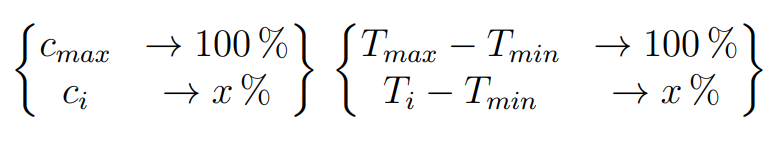 {c_max → 100 %} {T_max − T_min → 100 %}
{c_i → x %} {T_i − T_min → x %}